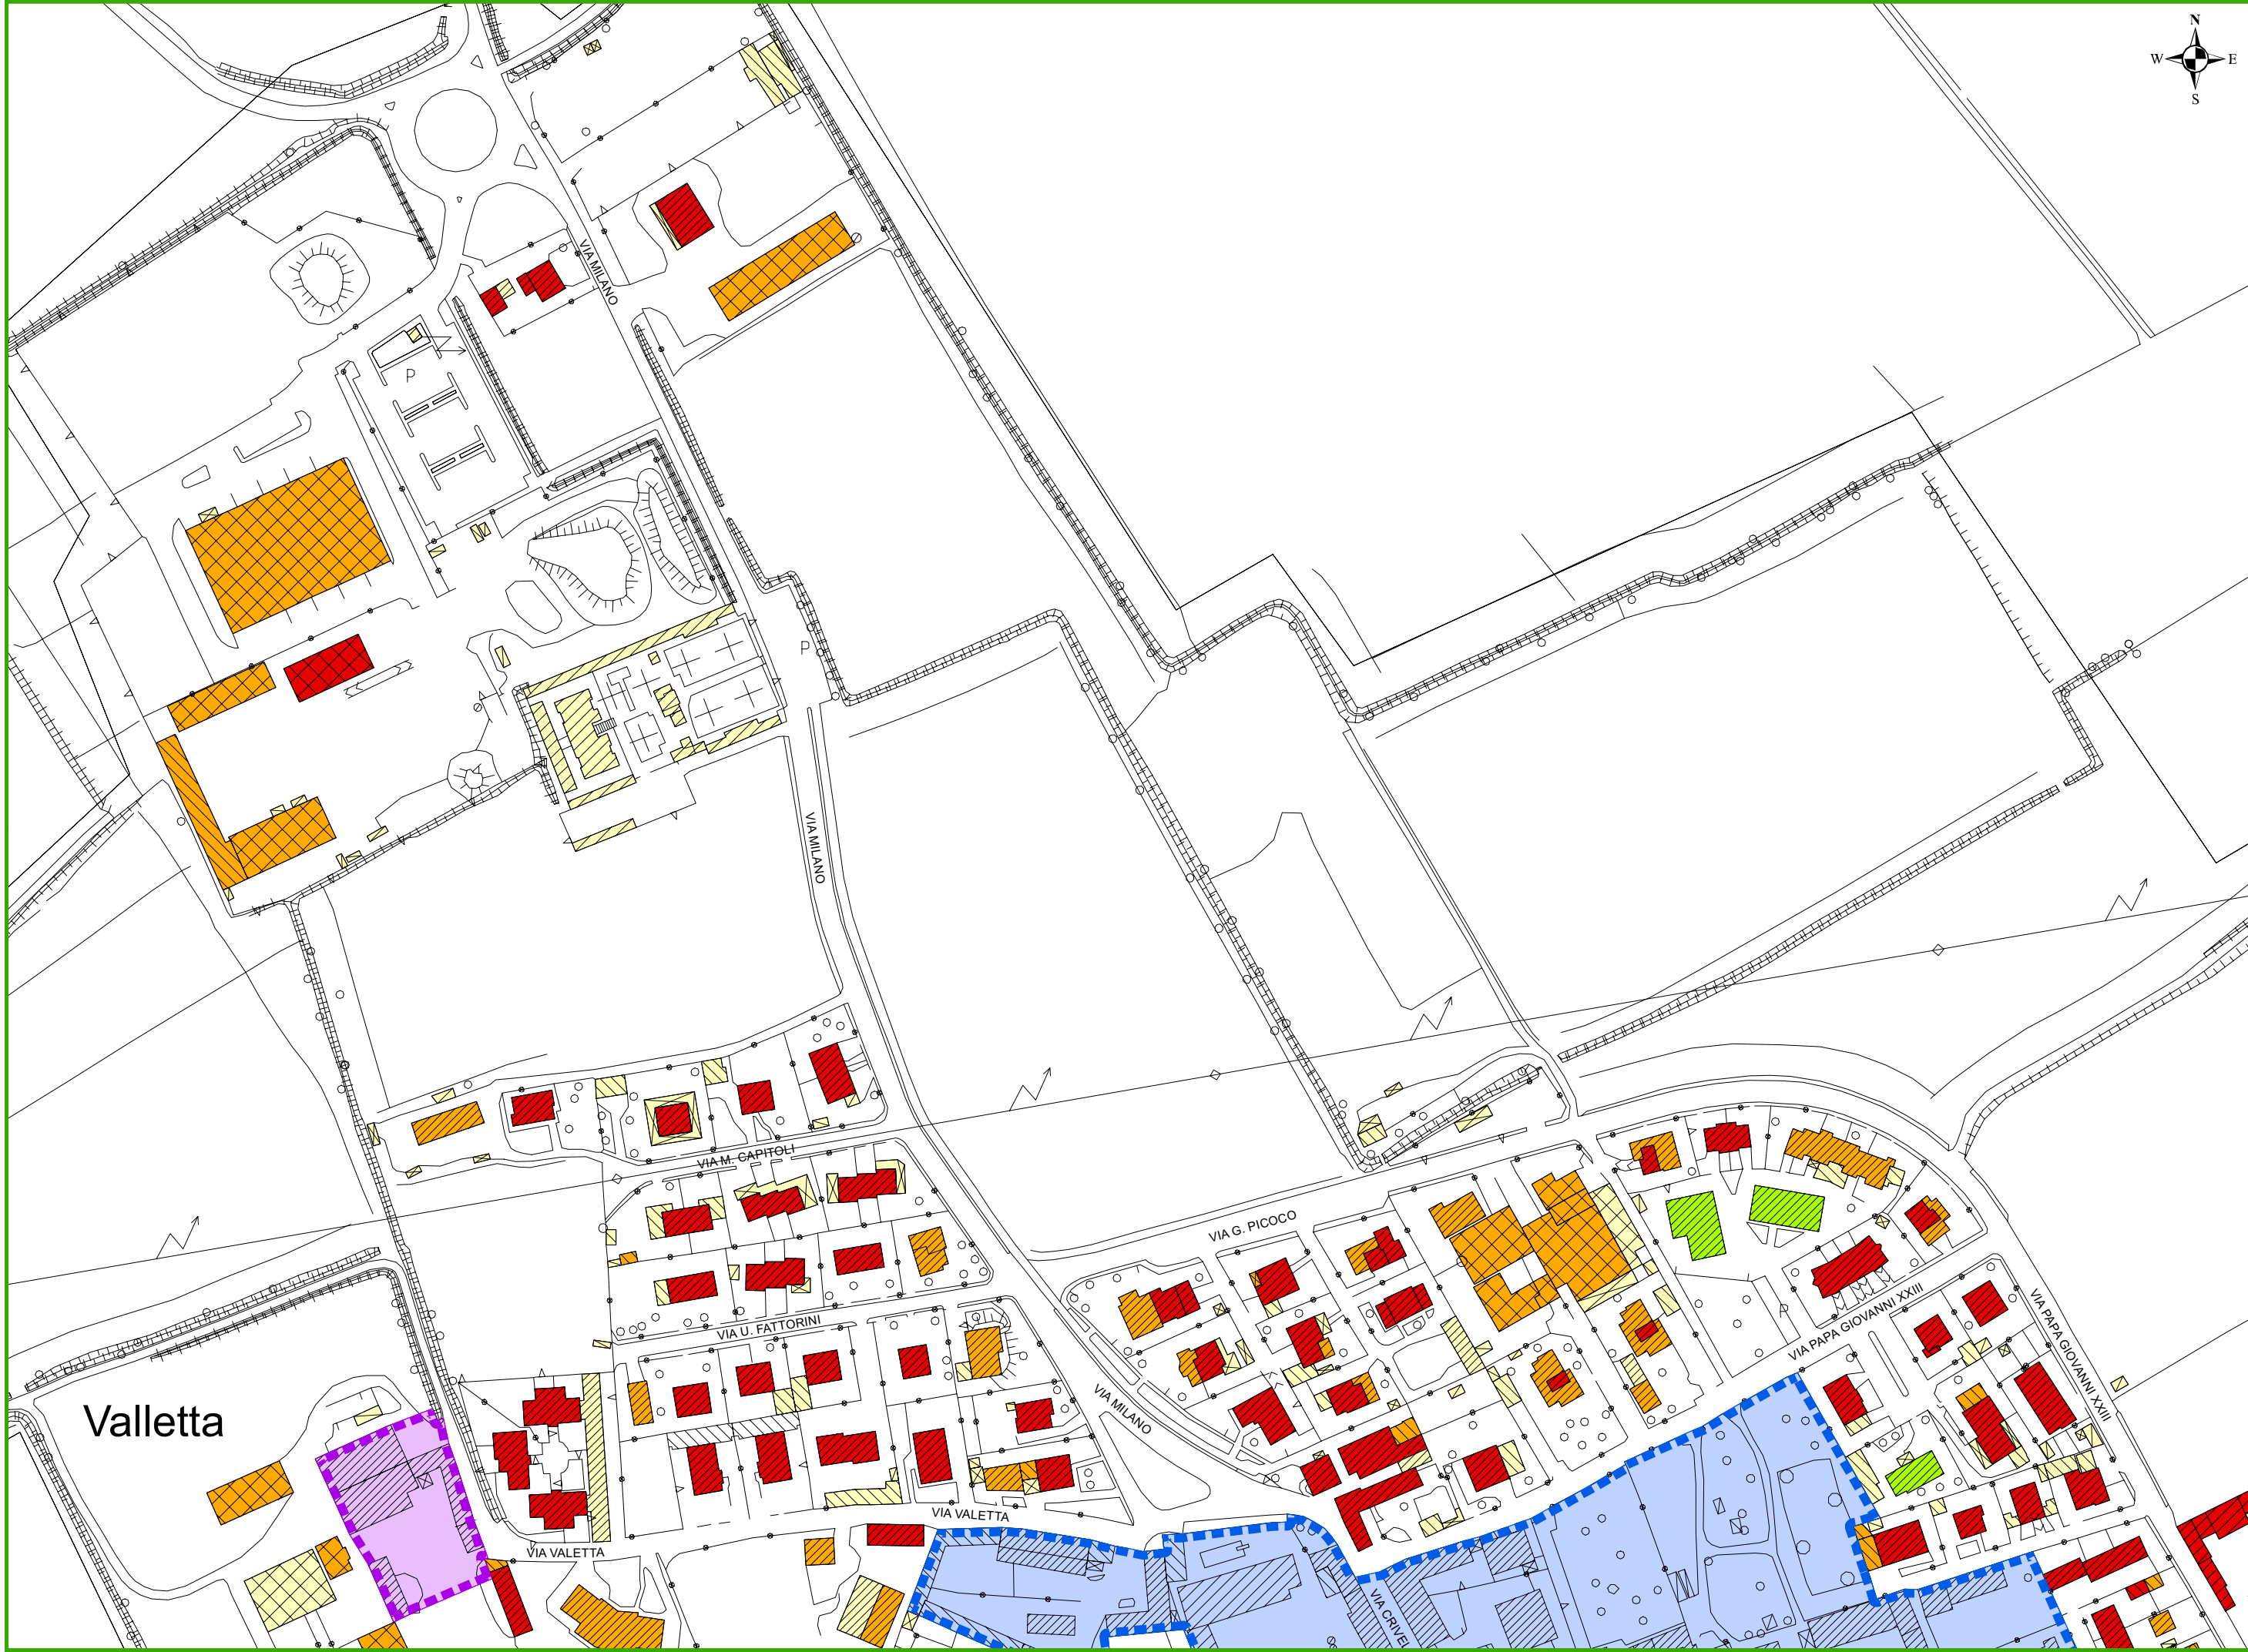 N
W E
S
VIA MILANO
P
P
VIA MILANO
VIA M. CAPITOLI
VIA G. PICOCO
VIA U. FATTORINI
VIA PAPA GIOVANNI XXIII
VIA PAPA GIOVANNI XXIII
VIA MILANO
Valletta
VIA VALETTA
VIA VALETTA